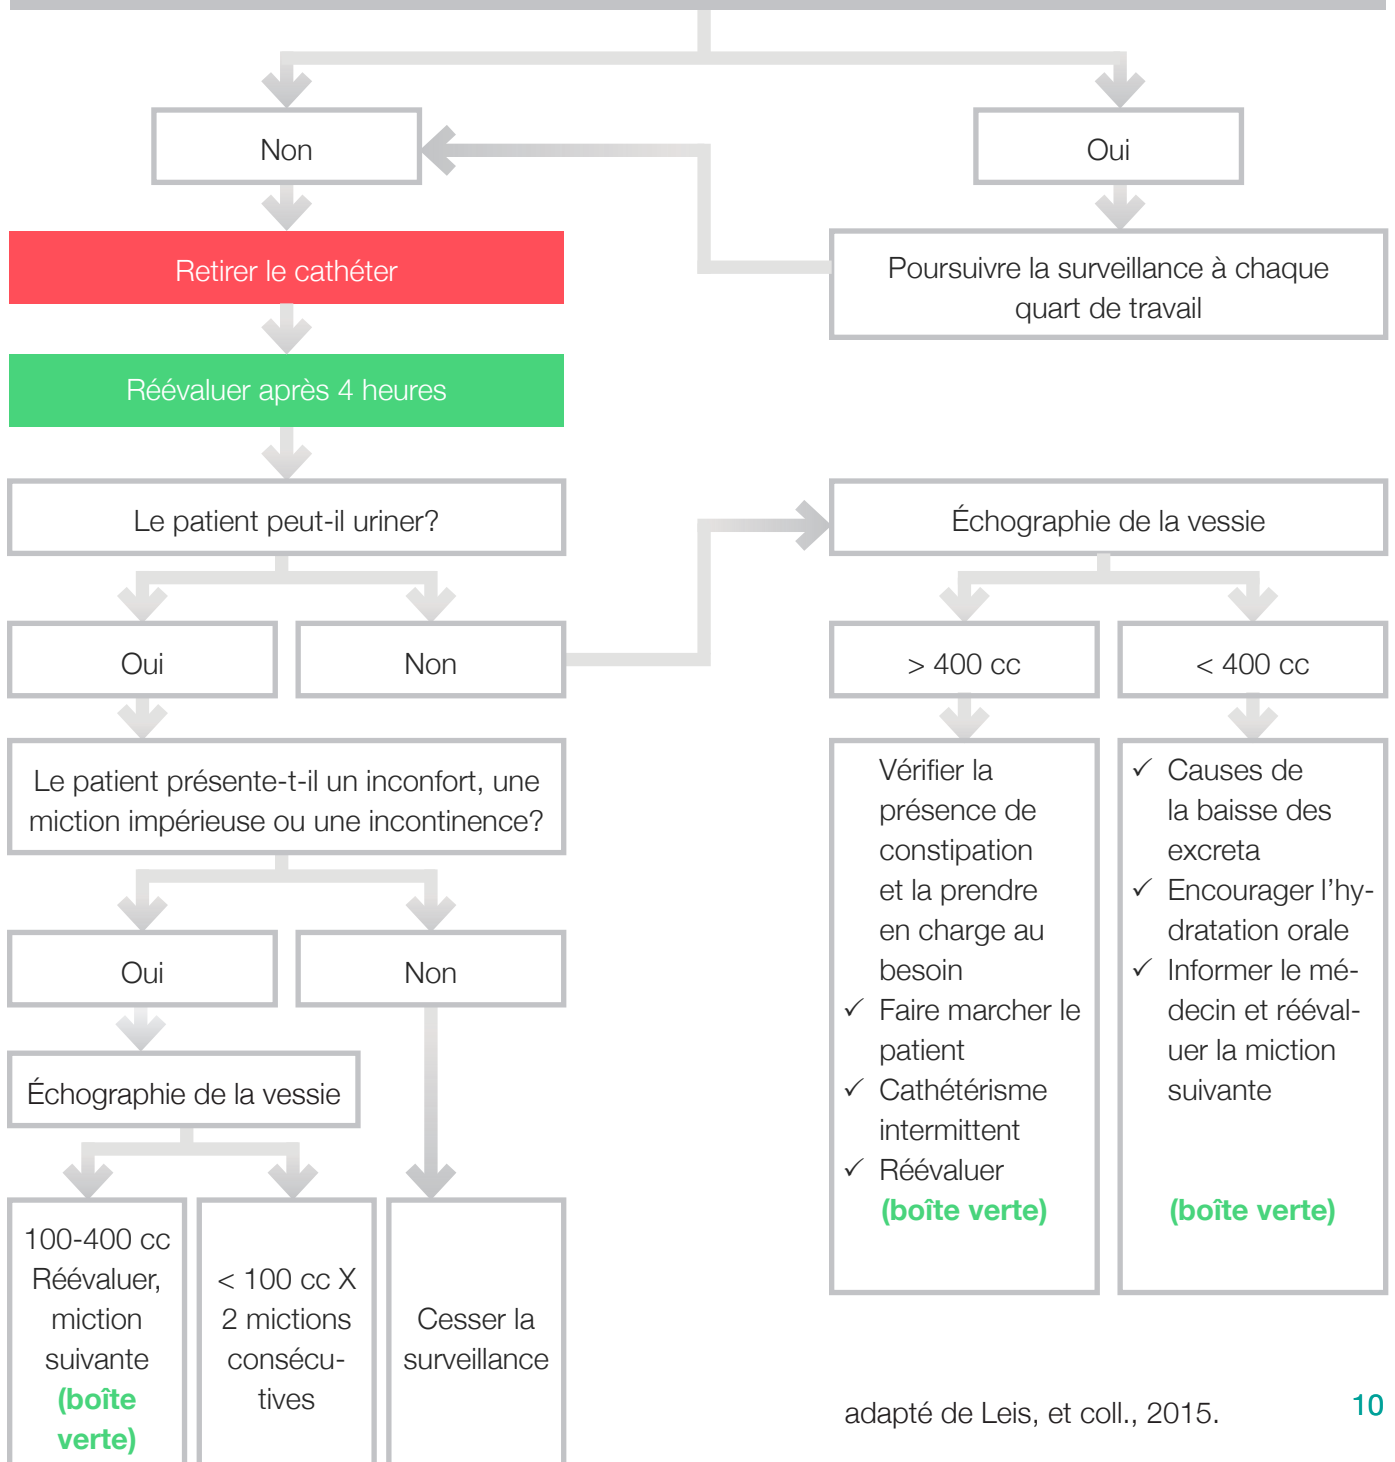 Non
Oui
Retirer le cathéter
Poursuivre la surveillance à chaque
quart de travail
Réévaluer après 4 heures
Le patient peut-il uriner?
Échographie de la vessie
Oui
Non
> 400 cc
< 400 cc
Le patient présente-t-il un inconfort, une
miction impérieuse ou une incontinence?
Oui
Non
Échographie de la vessie
100-400 cc
Réévaluer,
miction
suivante
(boîte
verte)
< 100 cc X
2 mictions
consécu-
tives
Cesser la
surveillance
Vérifier la
présence de
constipation
et la prendre
en charge au
besoin
✓ Faire marcher le
patient
✓ Cathétérisme
intermittent
✓ Réévaluer
(boîte verte)
✓ Causes de
la baisse des
excreta
✓ Encourager l’hy-
dratation orale
✓ Informer le mé-
decin et rééval-
uer la miction
suivante
(boîte verte)
adapté de Leis, et coll., 2015.
10